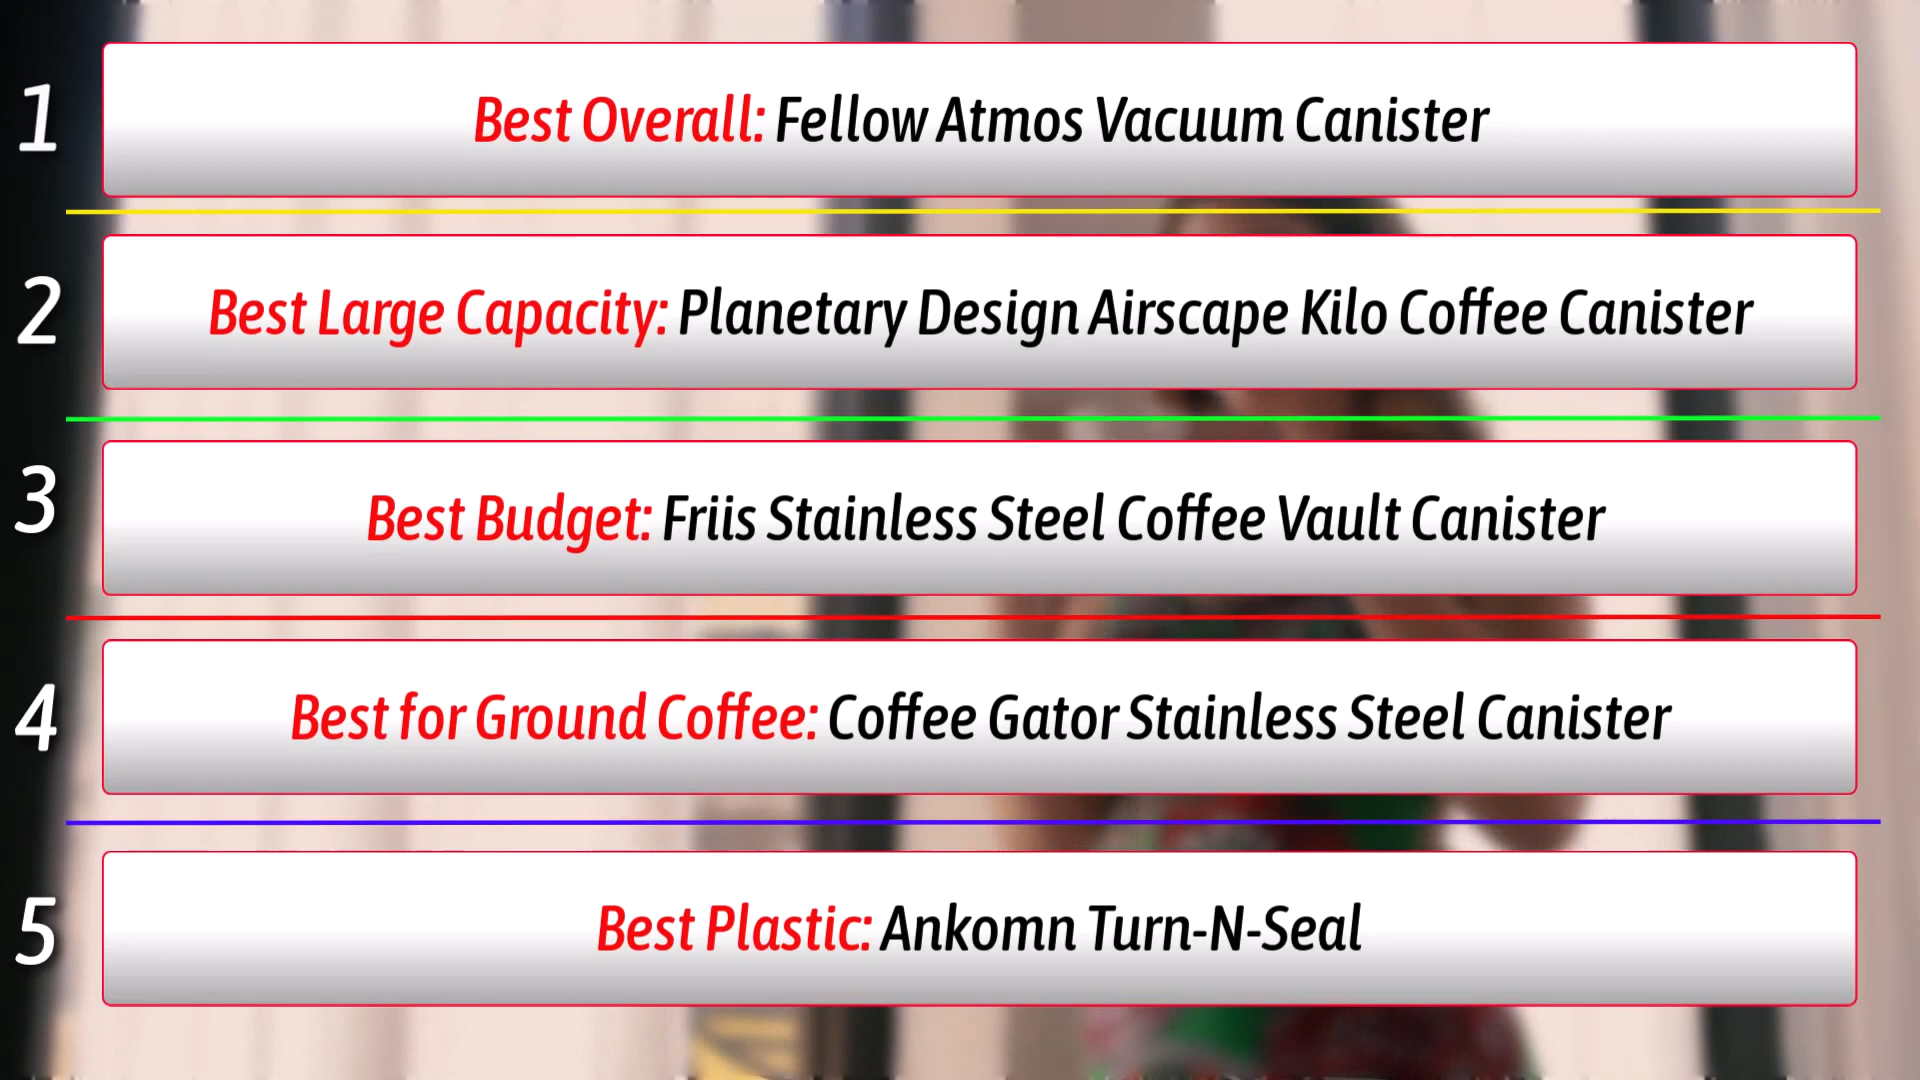 1
Best Overall: Fellow Atmos Vacuum Canister
2
Best Large Capacity: Planetary Design Airscape Kilo Coffee Canister
3
Best Budget: Friis Stainless Steel Coffee Vault Canister
4
Best for Ground Coffee: Coffee Gator Stainless Steel Canister
5
Best Plastic: Ankomn Turn-N-Seal